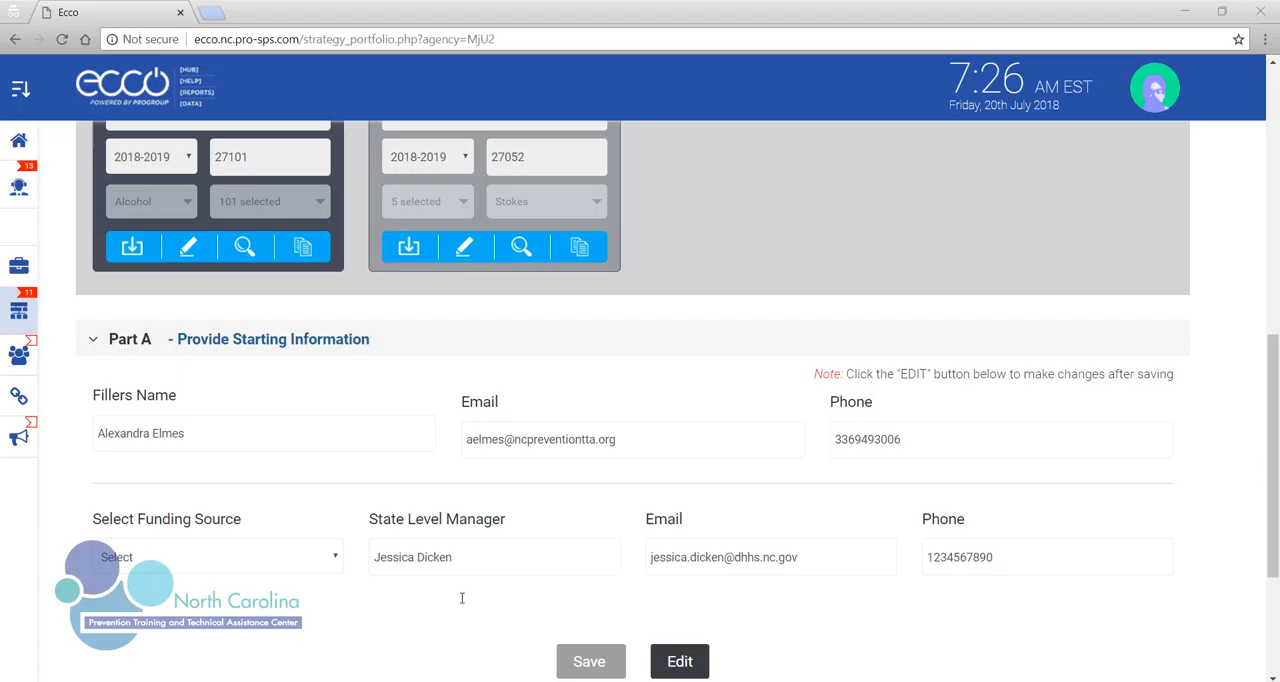 Ecco
Not secure ecco.nc.pro-sps.com/strategy_portfolio.php?agency=MjU2
ecco
POWERED BY PROGROUP
[HUB]
[HELP]
[REPORTS]
[DATA]
7:26 AM EST
Friday, 20th July 2018
13
11
2018-2019 27101
Alcohol 101 selected
2018-2019 27052
5 selected Stokes
Part A - Provide Starting Information
Note: Click the "EDIT" button below to make changes after saving
Fillers Name
Alexandra Elmes
Email
aelmes@ncpreventiontta.org
Phone
3369493006
Select Funding Source
Select
State Level Manager
Jessica Dicken
Email
jessica.dicken@dhhs.nc.gov
Phone
1234567890
North Carolina
Prevention Training and Technical Assistance Center
Save Edit